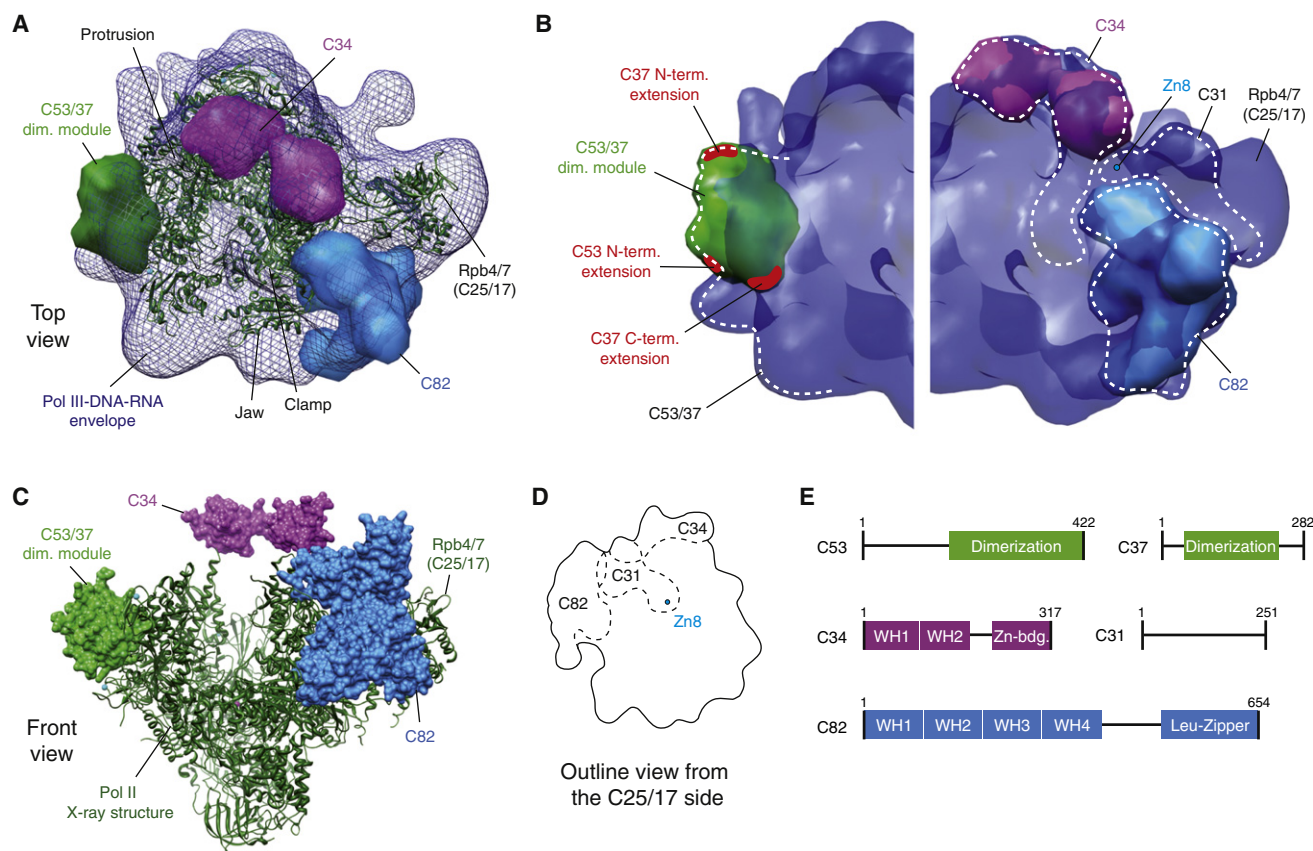 A
Protrusion
C34
C53/37
dim. module
Top
view
Rpb4/7
(C25/17)
C82
Pol III-DNA-RNA
envelope
Jaw
Clamp
B
C37 N-term.
extension
C53/37
dim. module
C53 N-term.
extension
C37 C-term.
extension
C53/37
C34
Zn8
C31
Rpb4/7
(C25/17)
C82
C
C34
C53/37
dim. module
Rpb4/7
(C25/17)
Front
view
C82
Pol II
X-ray structure
D
C34
C31
C82
Zn8
Outline view from
the C25/17 side
E
1 422
C53 Dimerization
1 282
C37 Dimerization
1 317
C34 WH1 WH2 Zn-bdg.
1 251
C31
1 654
C82 WH1 WH2 WH3 WH4 Leu-Zipper